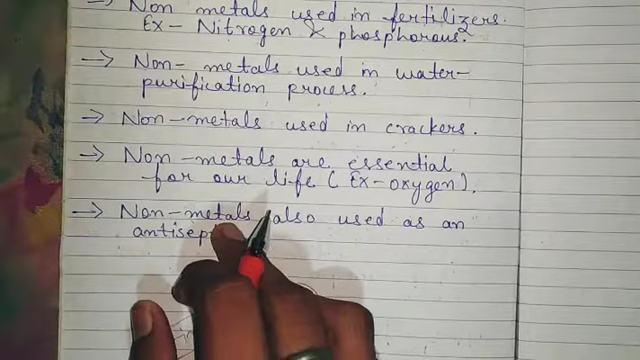 → Non metals used in fertilizers.
Ex- Nitrogen & phosphorous.
→ Non- metals used in water-
purification process.
→ Non-metals used in crackers.
→ Non-metals are essential
for our life (Ex-oxygen).
→ Non-metals also used as an
antisep